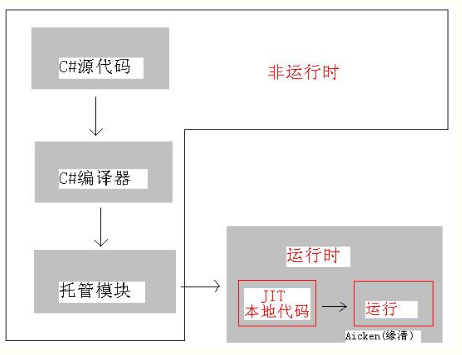 C#源代码
非运行时
C#编译器
托管模块
运行时
JIT
本地代码
运行
Aicken(缘清)